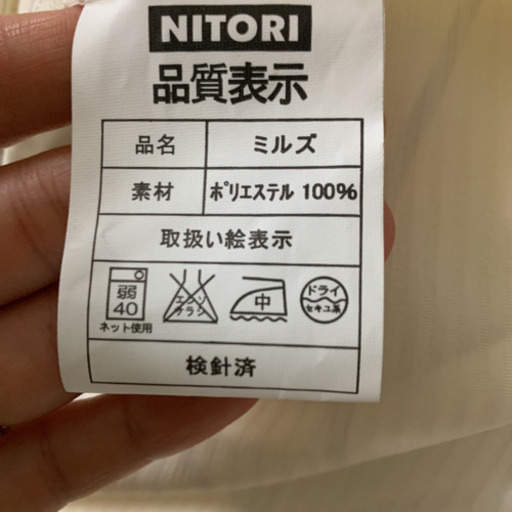 NITORI
品質表示
品名 ミルズ
素材 ポリエステル 100%
取扱い絵表示
弱 40 エンソ サラシ 中 ドライ セキユ系
ネット使用
検針済